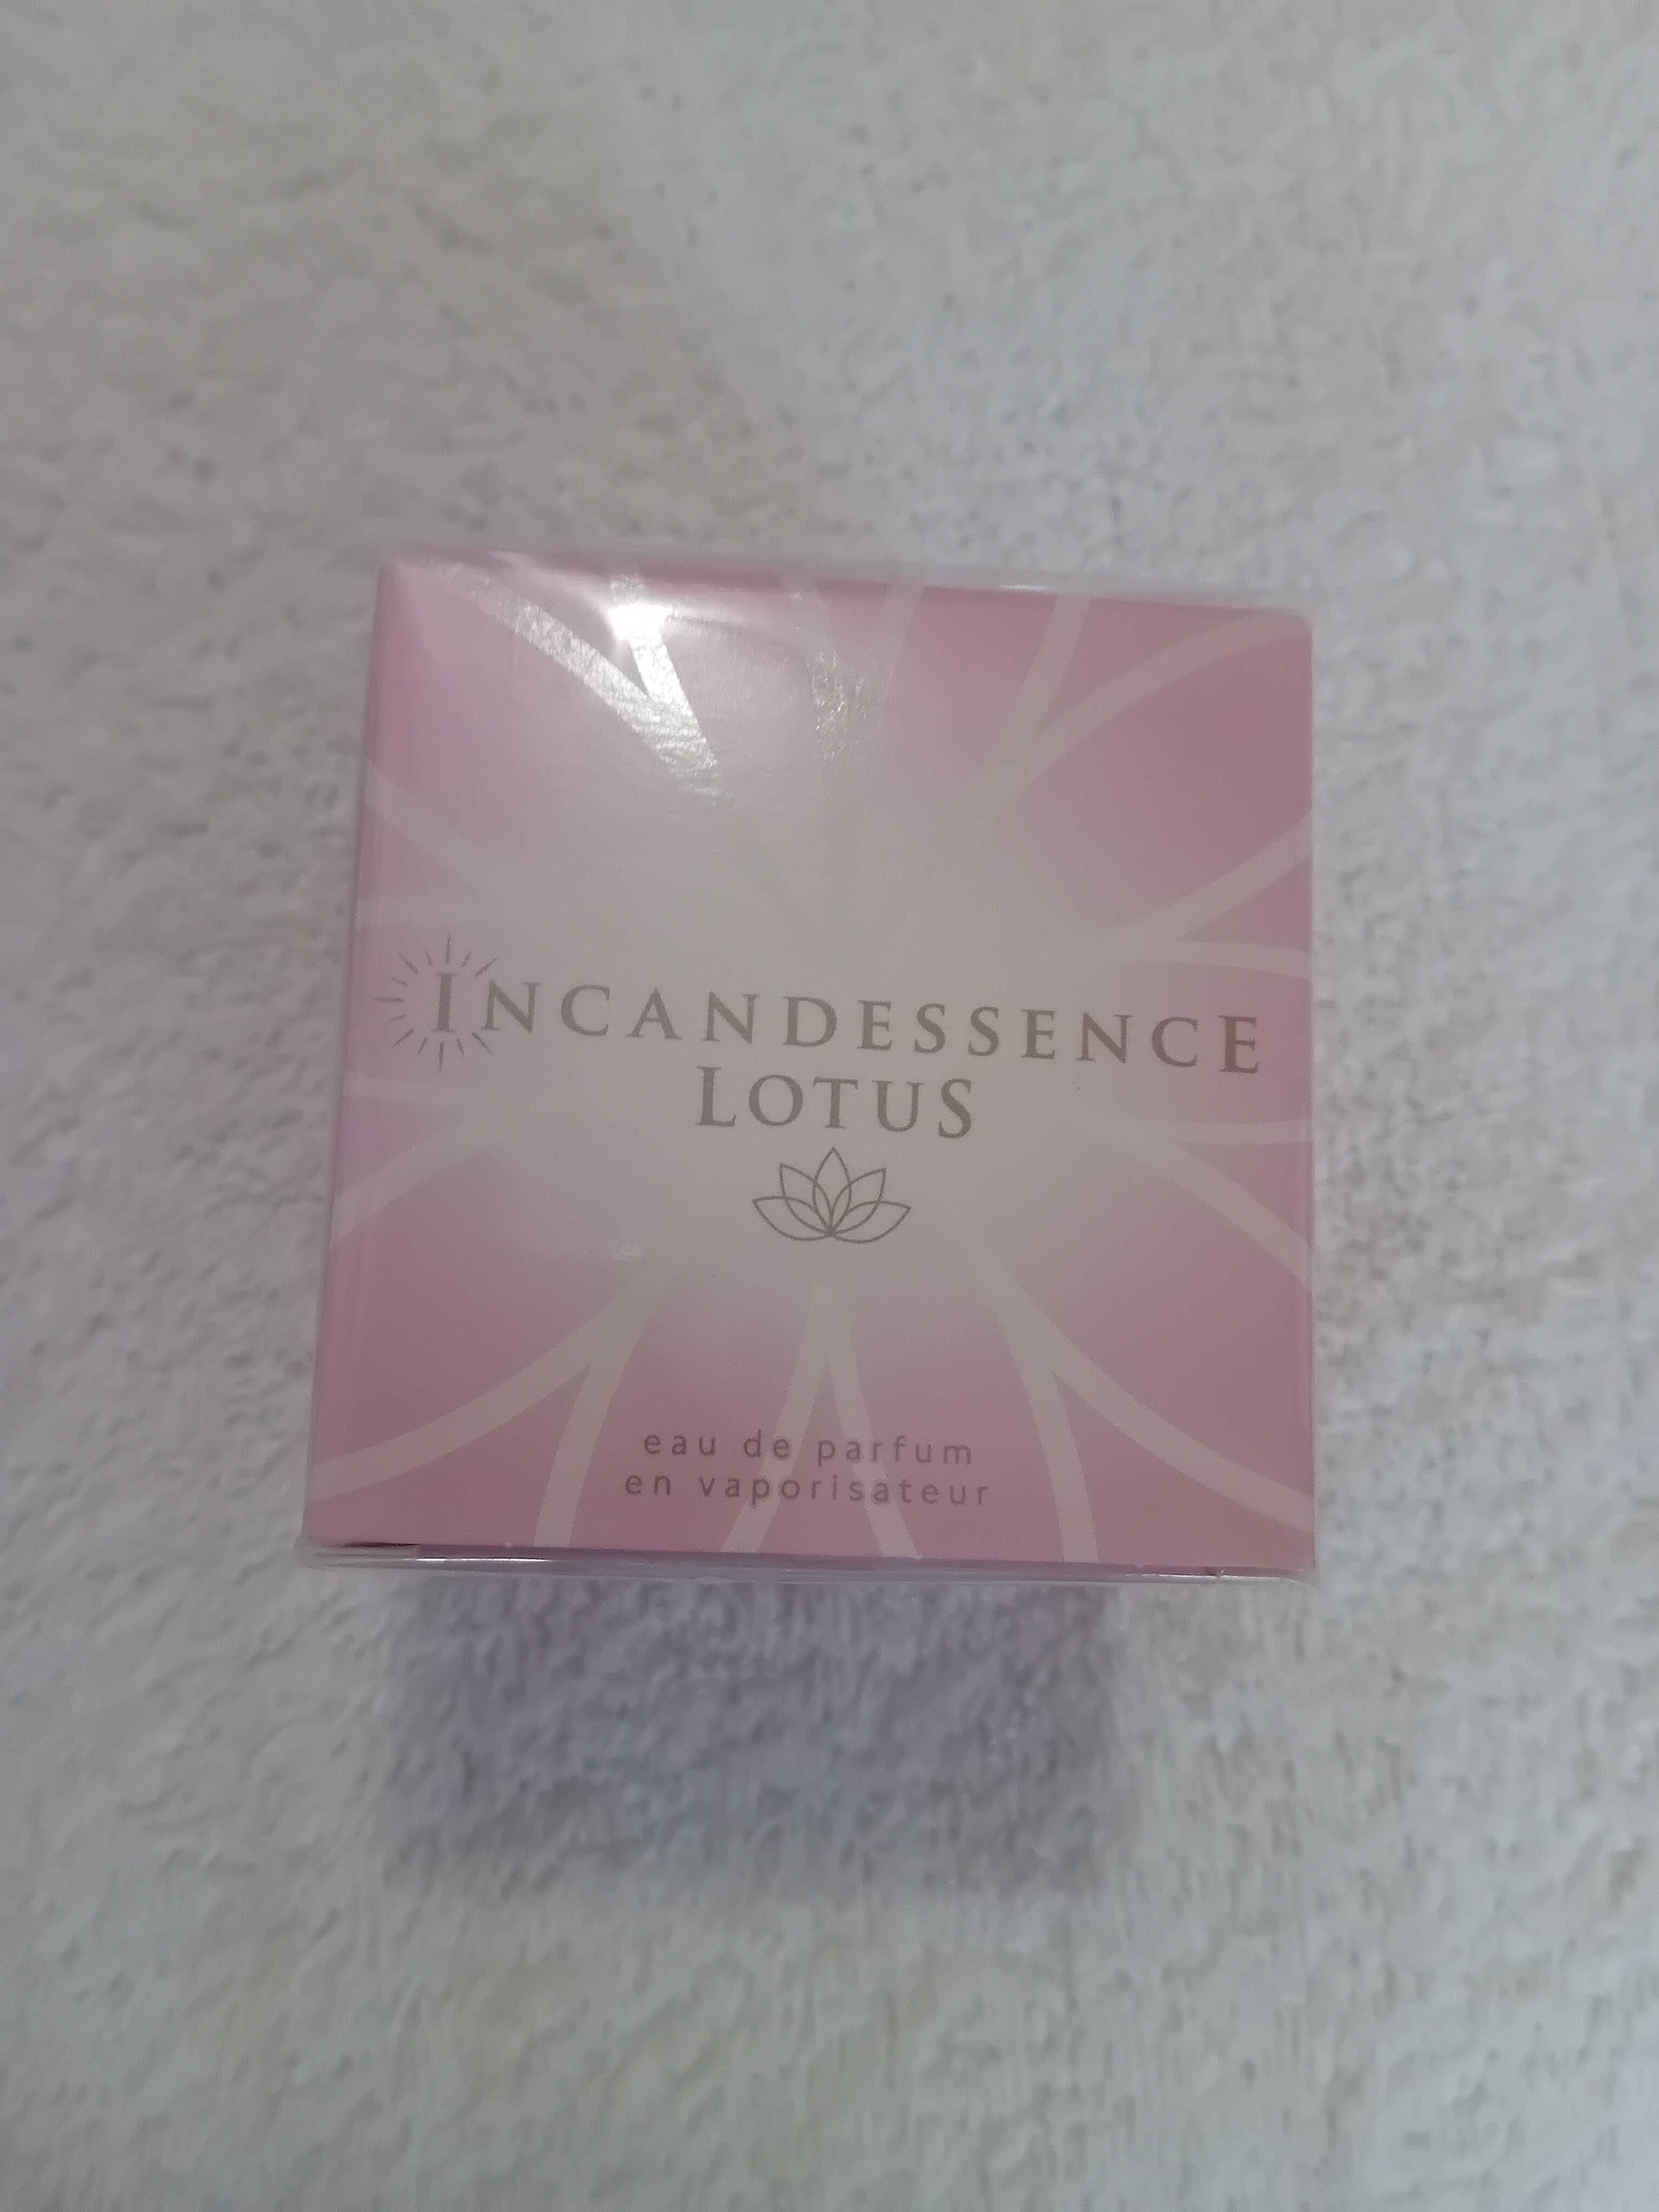 INCANDESSENCE
LOTUS
eau de parfum
en vaporisateur